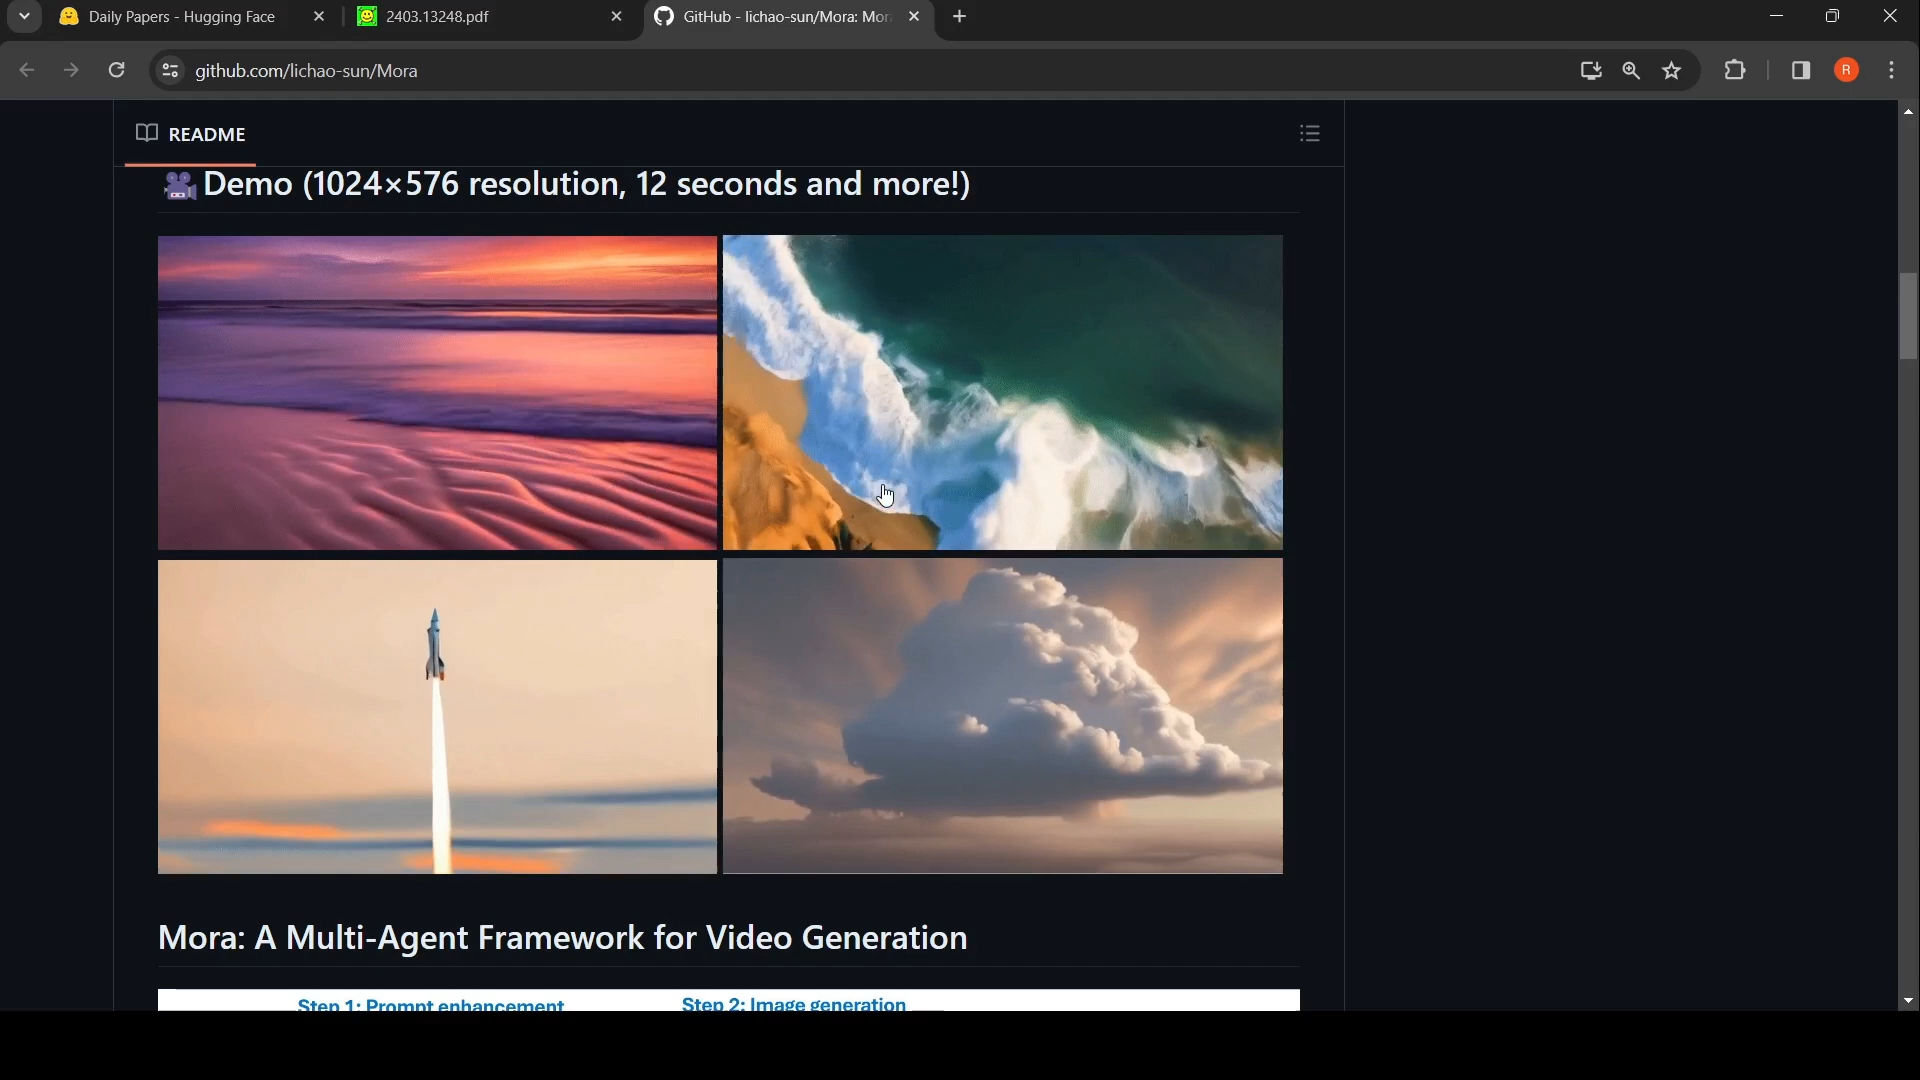 Daily Papers - Hugging Face
2403.13248.pdf
GitHub - lichao-sun/Mora: Mor
github.com/lichao-sun/Mora
R
README
Demo (1024×576 resolution, 12 seconds and more!)
Mora: A Multi-Agent Framework for Video Generation
Step 1: Prompt enhancement
Step 2: Image generation